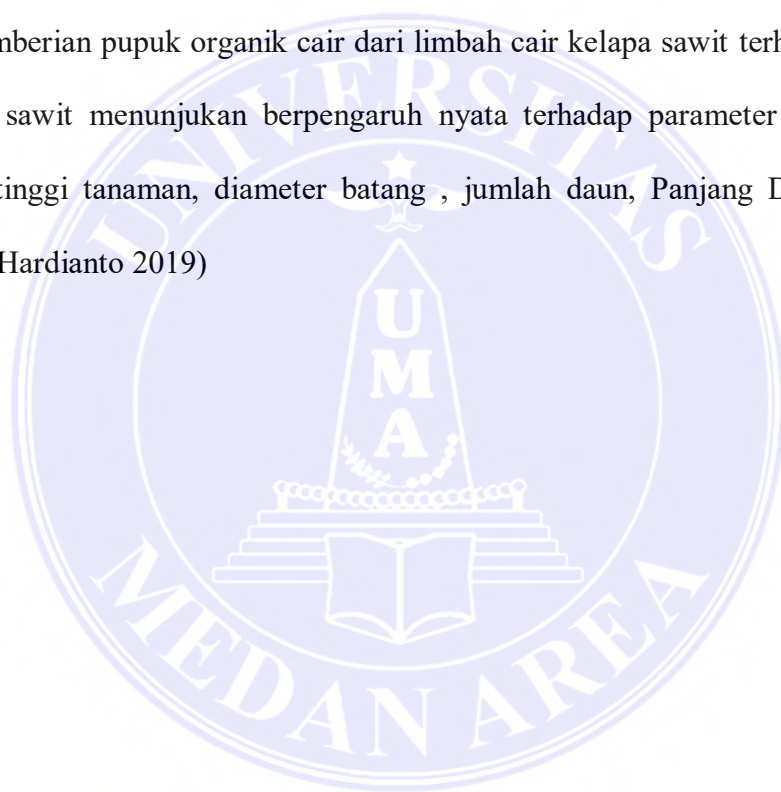 mberian pupuk organik cair dari limbah cair kelapa sawit terh
sawit menunjukan berpengaruh nyata terhadap parameter
tinggi tanaman, diameter batang , jumlah daun, Panjang D
Hardianto 2019)
UNIVERSITAS
U
M
A
MEDAN AREA